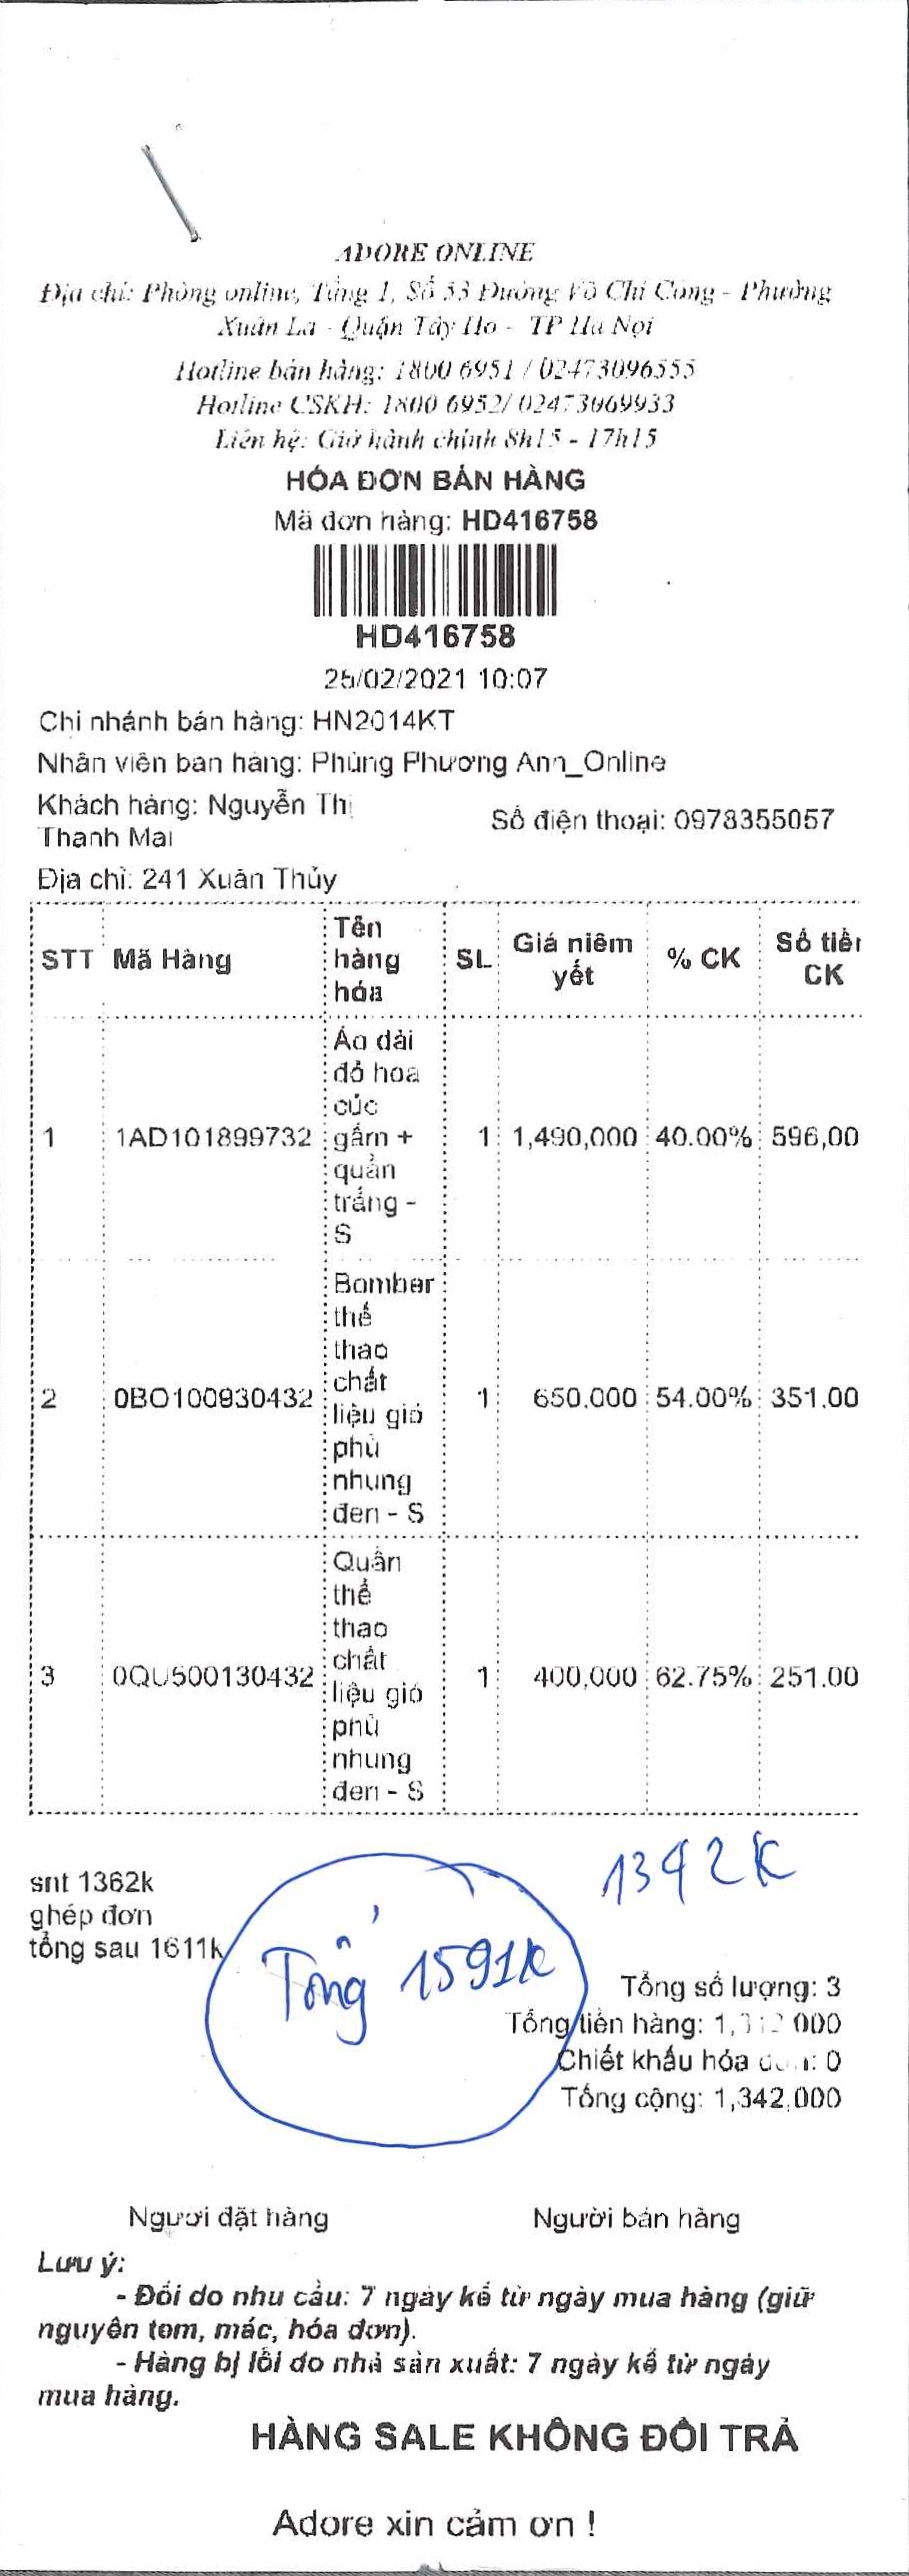 ADORE ONLINE
Địa chỉ: Phòng online, Tầng 1, Số 53 Đường Võ Chí Công - Phường
Xuân La - Quận Tây Hồ - TP Hà Nội
Hotline bán hàng: 1800 6951 / 02473096555
Hotline CSKH: 1800 6952/ 02473069933
Liên hệ: Giờ hành chính 8h15 - 17h15
HÓA ĐƠN BÁN HÀNG
Mã đơn hàng: HD416758
HD416758
25/02/2021 10:07
Chi nhánh bán hàng: HN2014KT
Nhân viên bán hàng: Phùng Phương Anh_Online
Khách hàng: Nguyễn Thị
Thanh Mai
Số điện thoại: 0978355057
Địa chỉ: 241 Xuân Thủy
STT Mã Hàng Tên hàng hóa SL Giá niêm yết % CK Số tiền CK
1 1AD101899732 Áo dài đỏ hoa cúc gấm + quần trắng - S 1 1,490,000 40.00% 596,00
2 0BO100930432 Bomber thể thao chất liệu gió phủ nhung đen - S 1 650,000 54.00% 351,00
3 0QU500130432 Quần thể thao chất liệu gió phủ nhung đen - S 1 400,000 62.75% 251,00
1342K
snt 1362k
ghép đơn
tổng sau 1611k
Tổng 1591K
Tổng số lượng: 3
Tổng tiền hàng: 1,342,000
Chiết khấu hóa đơn: 0
Tổng cộng: 1,342,000
Người đặt hàng Người bán hàng
Lưu ý:
- Đổi do nhu cầu: 7 ngày kể từ ngày mua hàng (giữ
nguyên tem, mác, hóa đơn).
- Hàng bị lỗi do nhà sản xuất: 7 ngày kể từ ngày
mua hàng.
HÀNG SALE KHÔNG ĐỔI TRẢ
Adore xin cảm ơn !